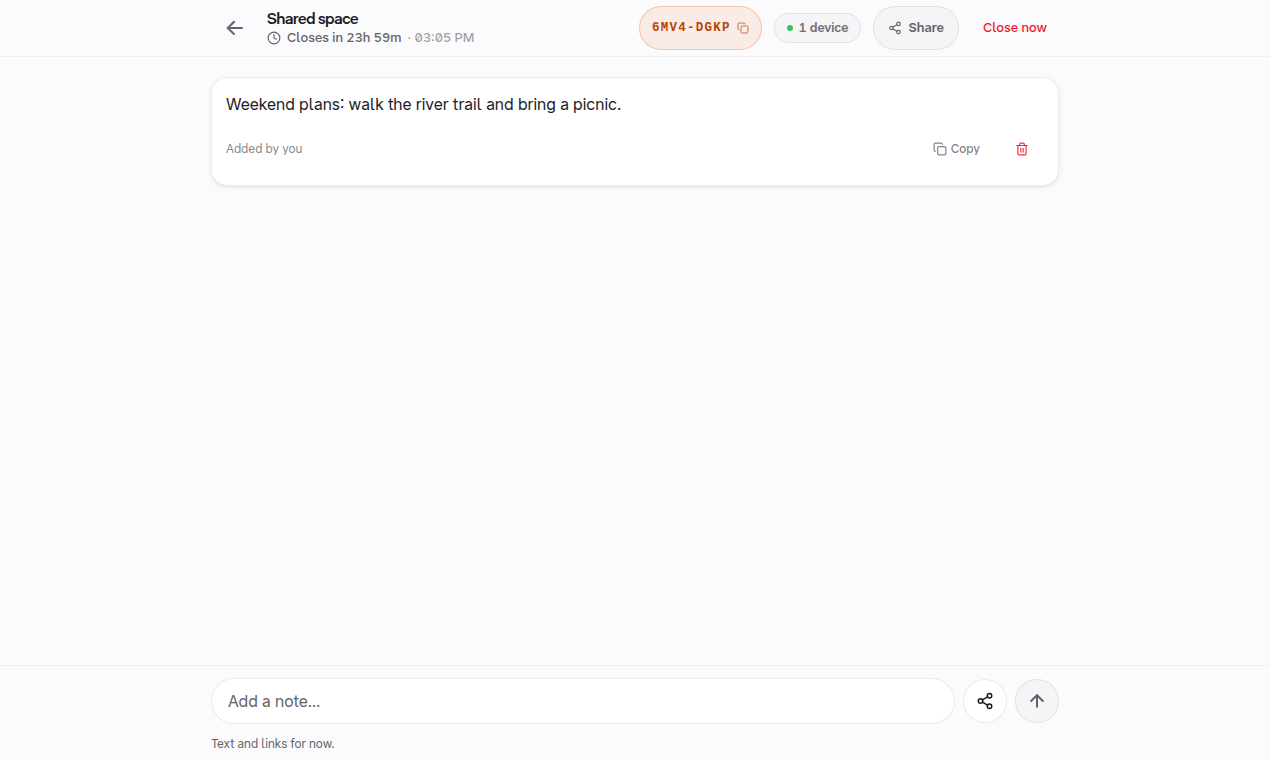 Shared space
Closes in 23h 59m · 03:05 PM
6MV4-DGKP
1 device
Share
Close now
Weekend plans: walk the river trail and bring a picnic.
Added by you
Copy
Add a note...
Text and links for now.